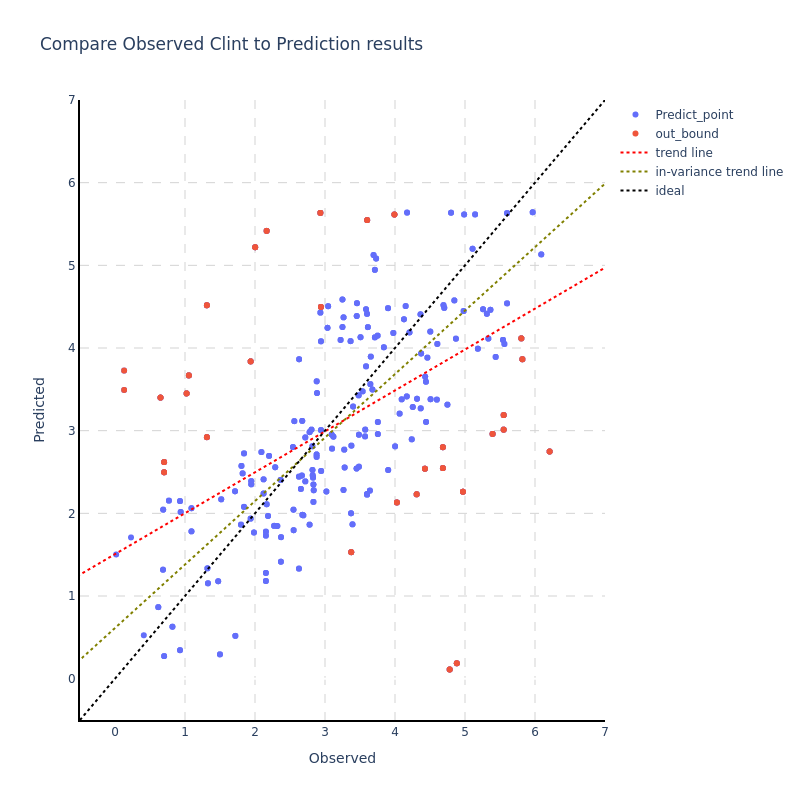 Compare Observed Clint to Prediction results
7
6
5
4
3
2
1
0
Predicted
0 1 2 3 4 5 6 7
Observed
Predict_point
out_bound
trend line
in-variance trend line
ideal